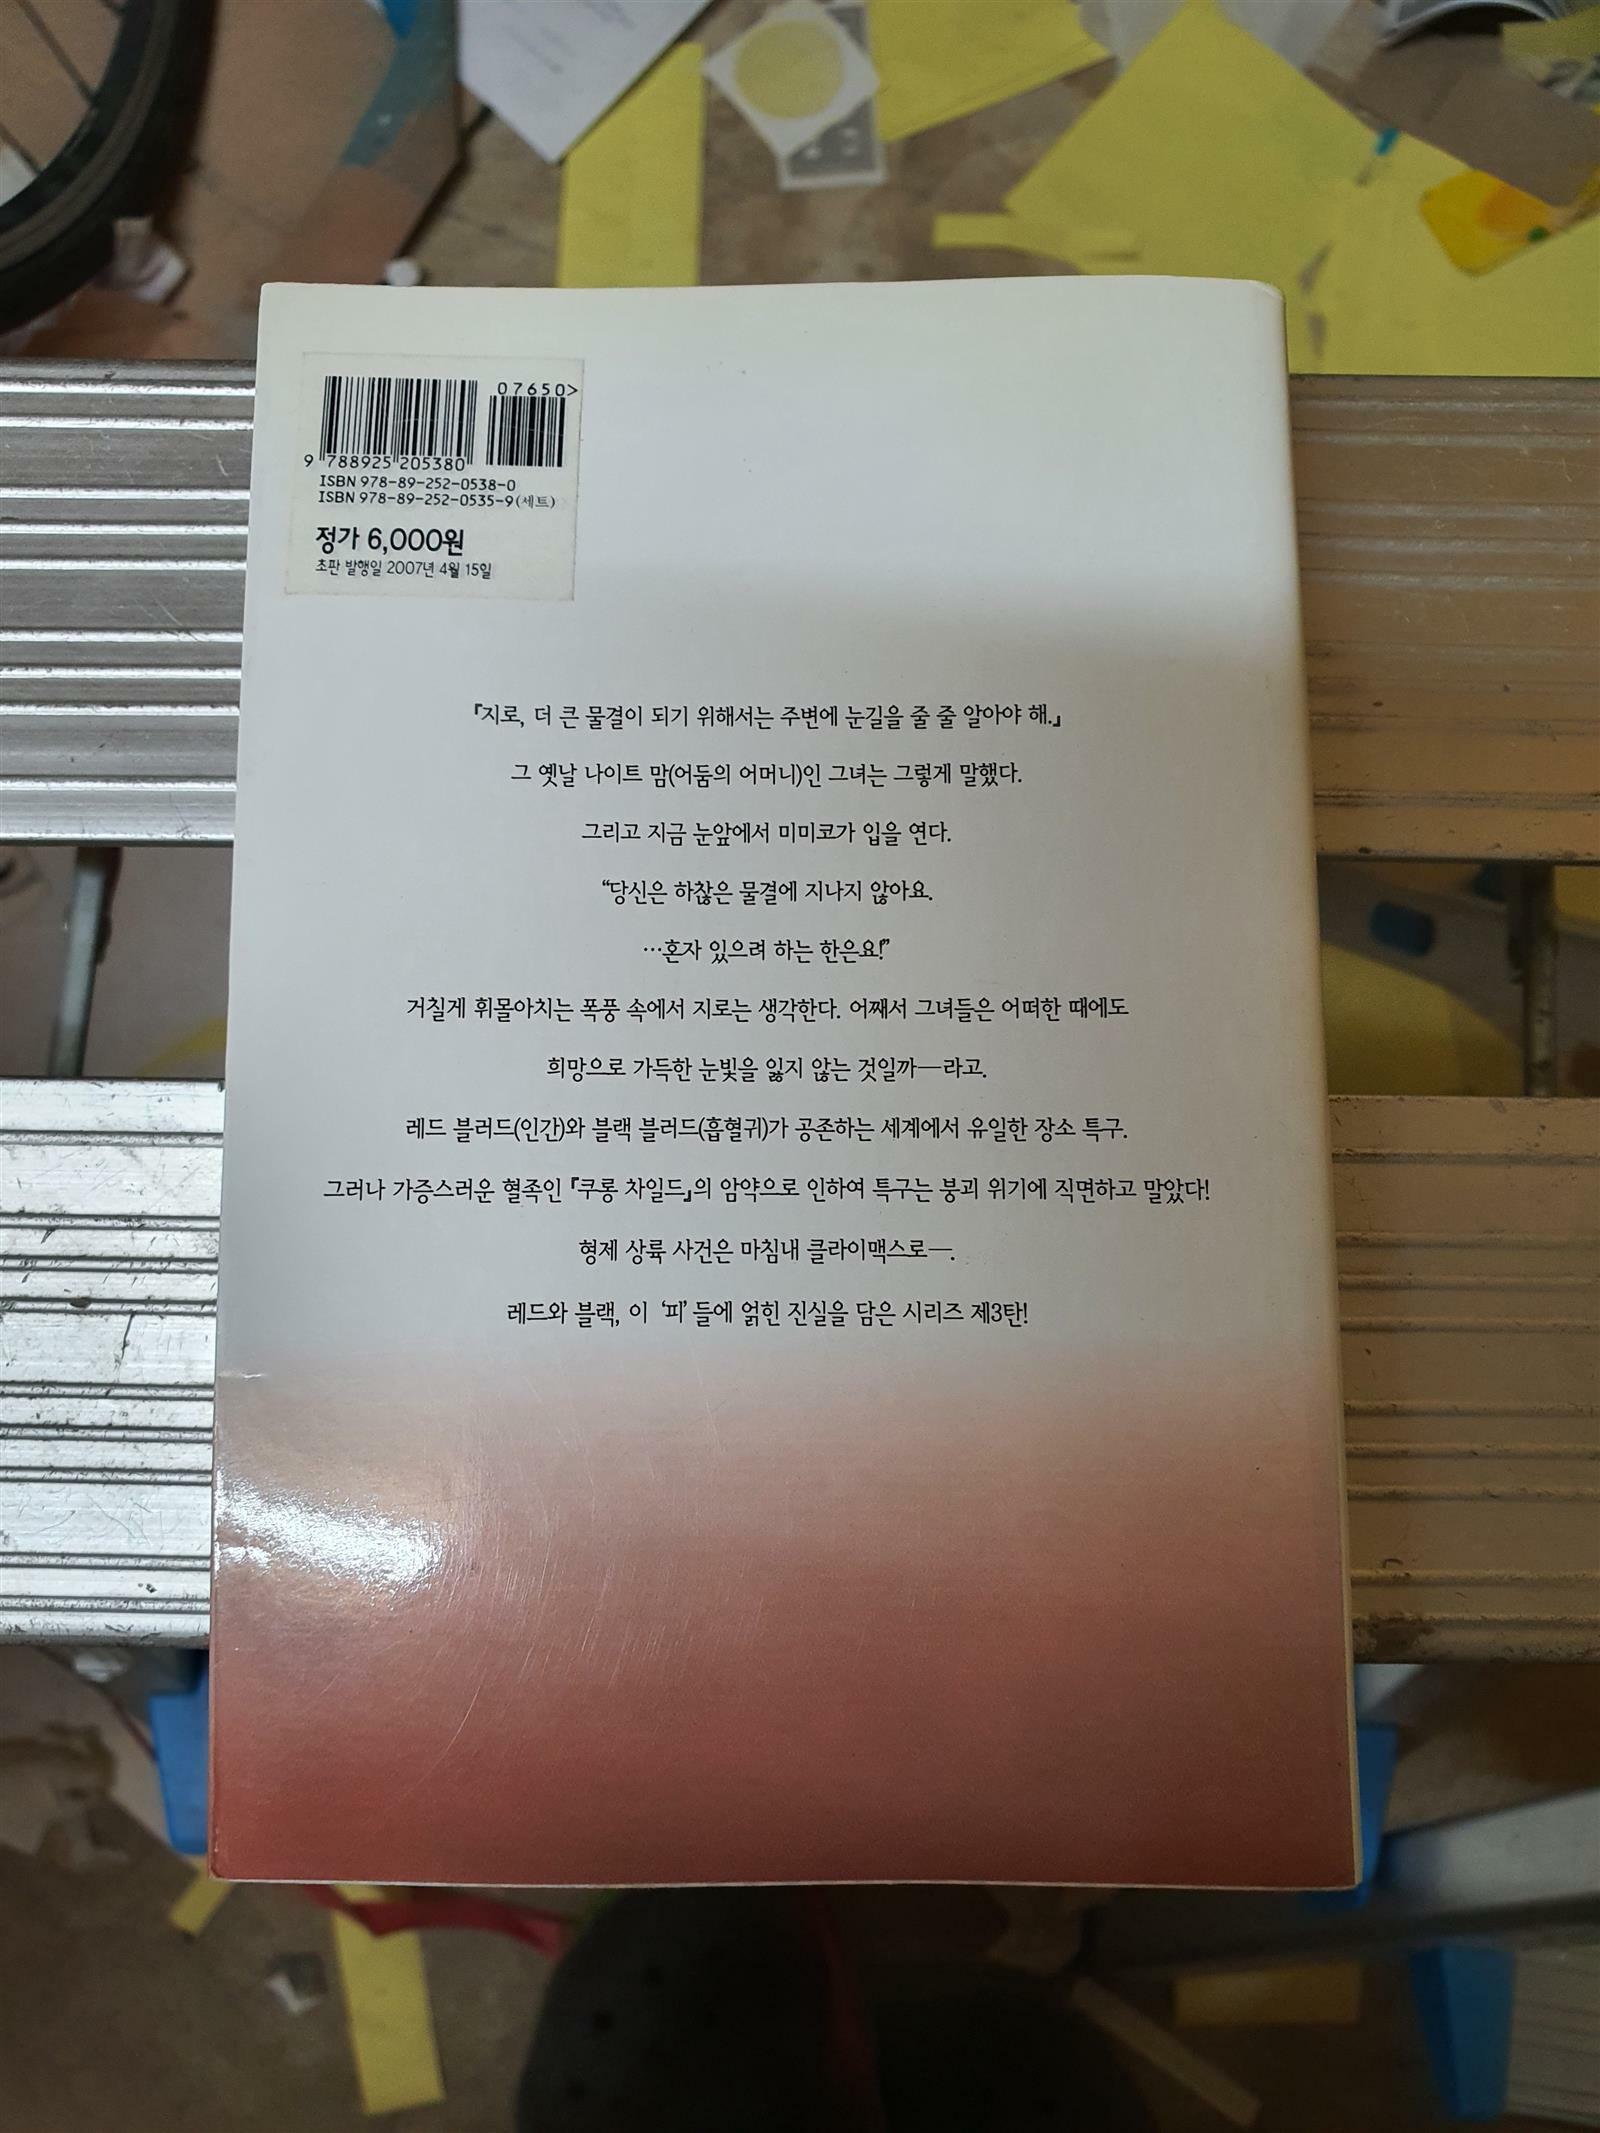 07650>
9 788925 205380
ISBN 978-89-252-0538-0
ISBN 978-89-252-0535-9(세트)
정가 6,000원
초판 발행일 2007년 4월 15일
『지로, 더 큰 물결이 되기 위해서는 주변에 눈길을 줄 줄 알아야 해.』
그 옛날 나이트 맘(어둠의 어머니)인 그녀는 그렇게 말했다.
그리고 지금 눈앞에서 미미코가 입을 연다.
“당신은 하찮은 물결에 지나지 않아요.
…혼자 있으려 하는 한은요!”
거칠게 휘몰아치는 폭풍 속에서 지로는 생각한다. 어째서 그녀들은 어떠한 때에도
희망으로 가득한 눈빛을 잃지 않는 것일까—라고.
레드 블러드(인간)와 블랙 블러드(흡혈귀)가 공존하는 세계에서 유일한 장소 특구.
그러나 가증스러운 혈족인 『쿠롱 차일드』의 암약으로 인하여 특구는 붕괴 위기에 직면하고 말았다!
형제 상륙 사건은 마침내 클라이맥스로—.
레드와 블랙, 이 ‘피’ 들에 얽힌 진실을 담은 시리즈 제3탄!